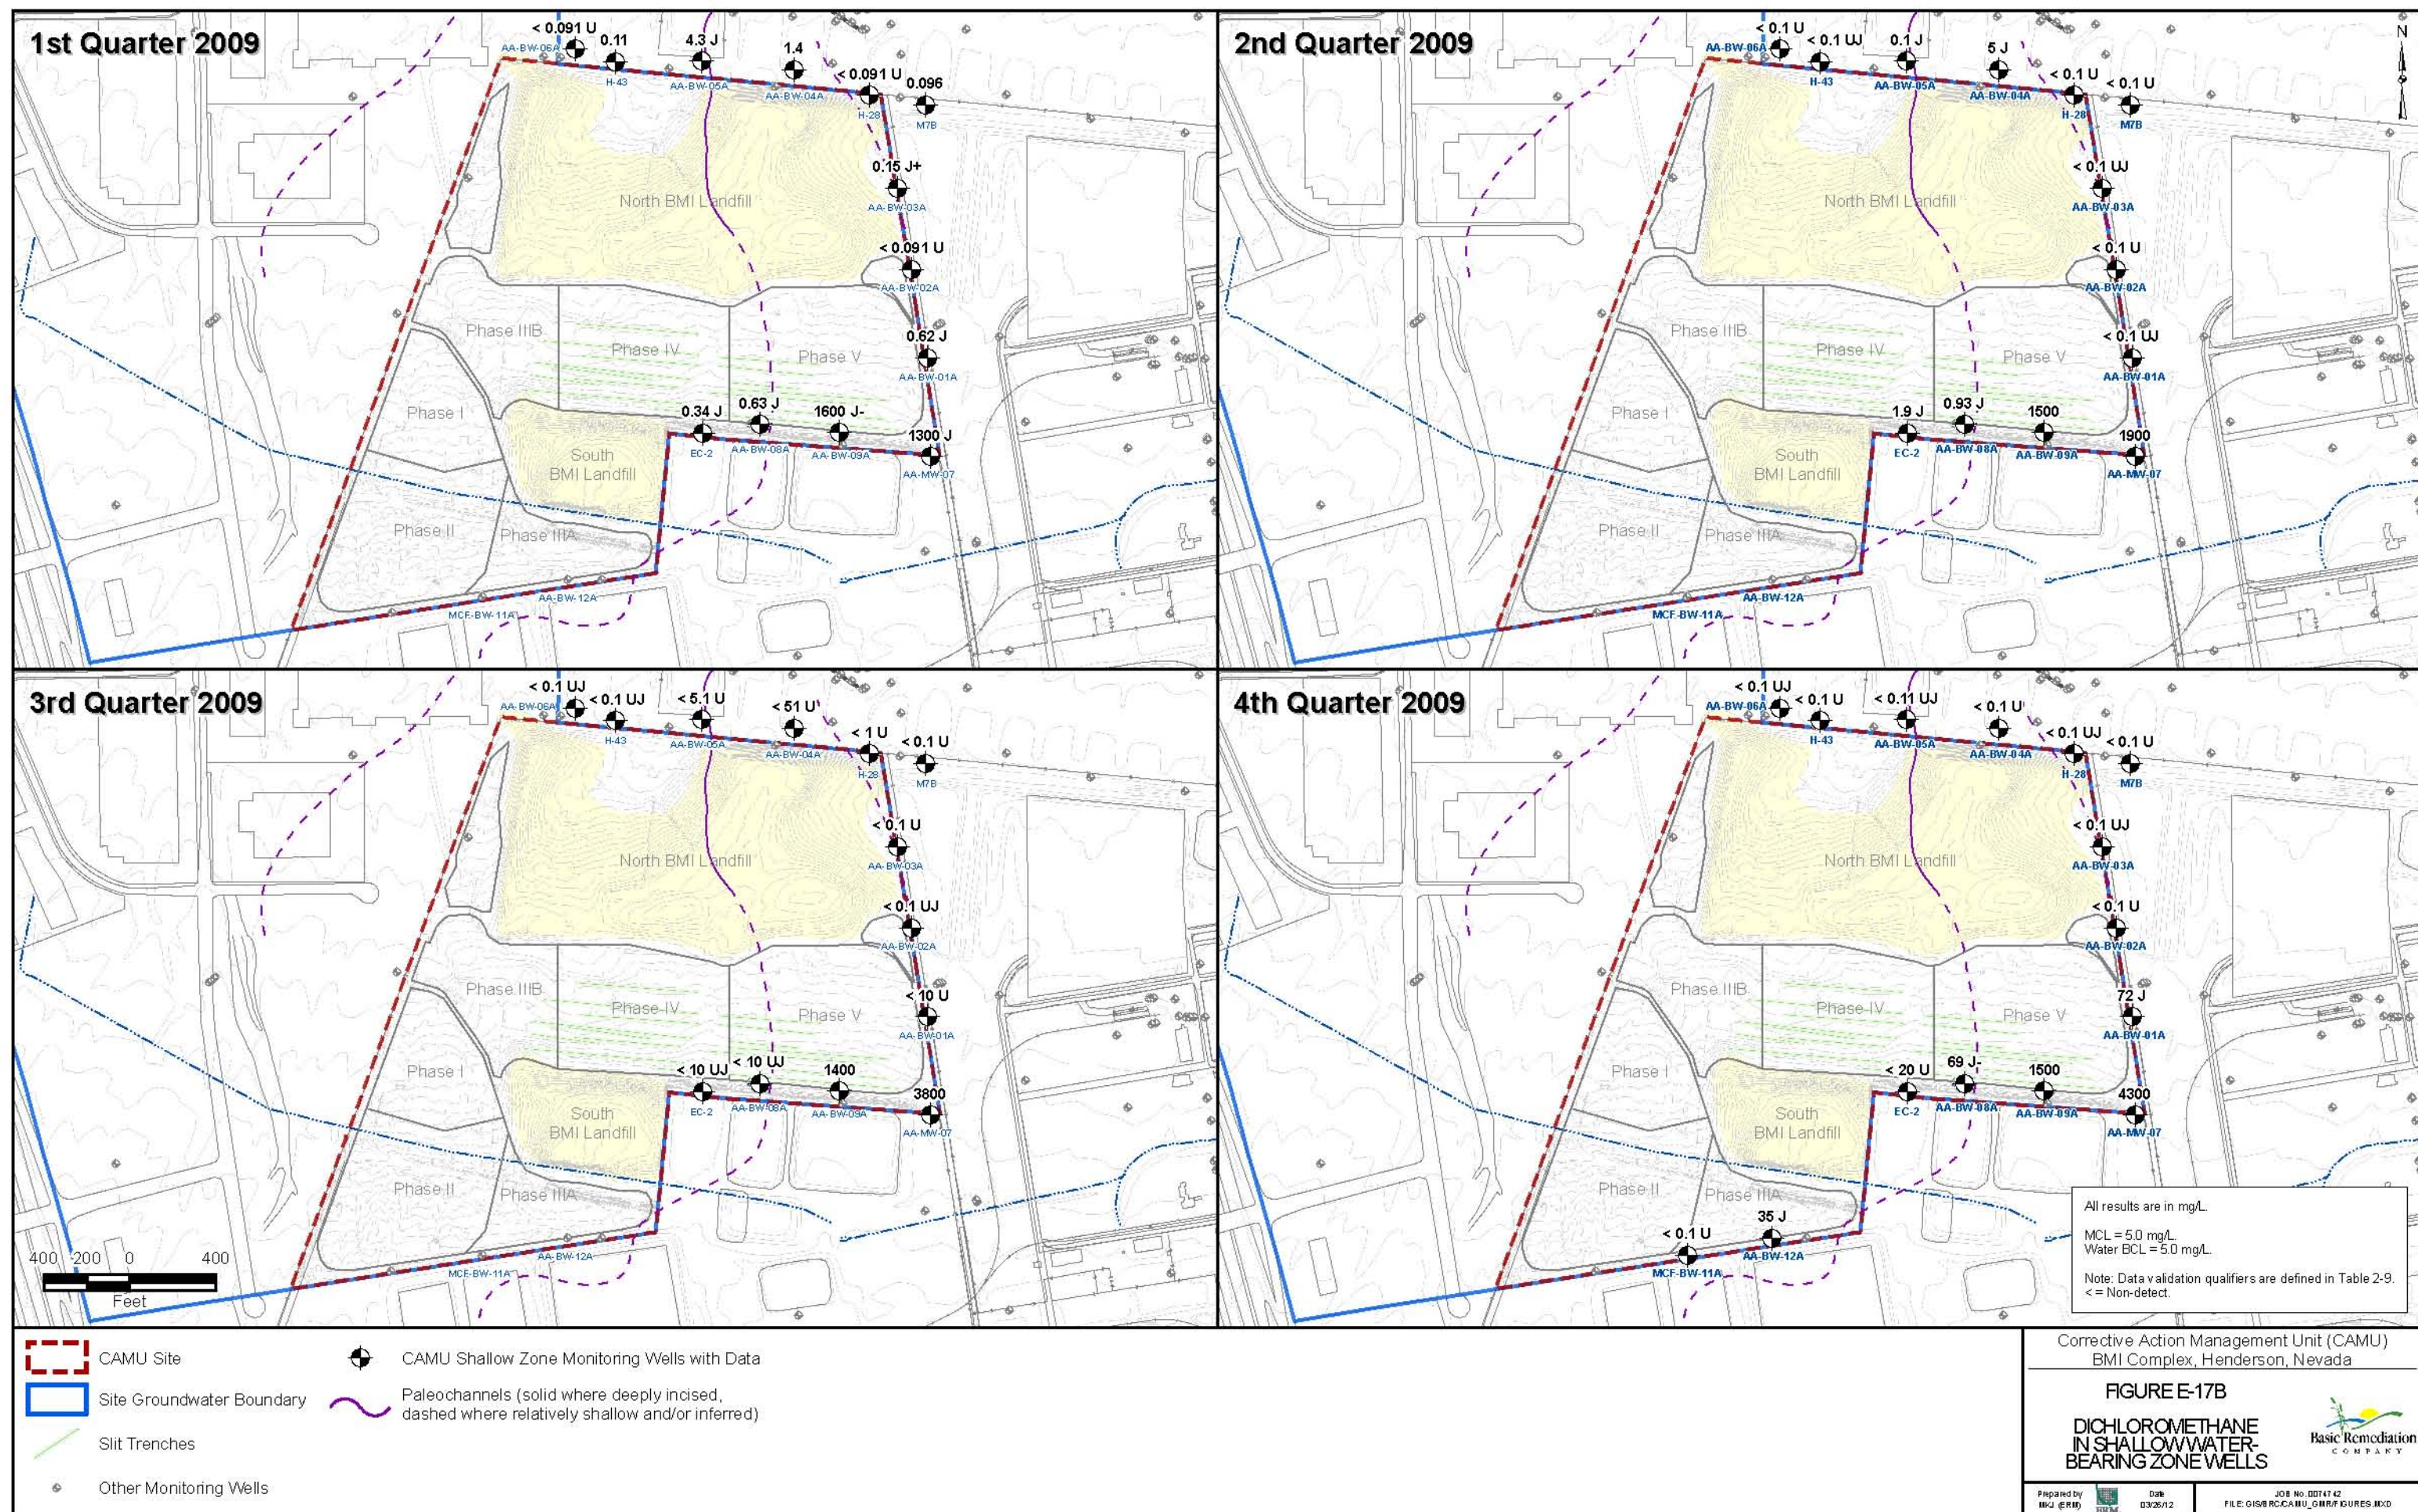 1st Quarter 2009
< 0.091 U
0.11
4.3 J
1.4
< 0.091 U
0.096
AA-BW-06A
H-43
AA-BW-05A
AA-BW-04A
H-28
M7B
0.15 J+
AA-BW-03A
North BMI Landfill
< 0.091 U
AA-BW-02A
Phase IIIB
Phase IV
Phase V
0.62 J
AA-BW-01A
Phase I
0.34 J
0.63 J
1600 J-
1300 J
EC-2
AA-BW-08A
AA-BW-09A
AA-MW-07
South
BMI Landfill
Phase II
Phase IIIA
AA-BW-12A
MCF-BW-11A
2nd Quarter 2009
< 0.1 U
< 0.1 UJ
0.1 J
5 J
< 0.1 U
< 0.1 U
N
AA-BW-06A
H-43
AA-BW-05A
AA-BW-04A
H-28
M7B
< 0.1 UJ
AA-BW-03A
North BMI Landfill
< 0.1 U
AA-BW-02A
Phase IIIB
Phase IV
Phase V
< 0.1 UJ
AA-BW-01A
Phase I
1.9 J
0.93 J
1500
1900
EC-2
AA-BW-08A
AA-BW-09A
AA-MW-07
South
BMI Landfill
Phase II
Phase IIIA
AA-BW-12A
MCF-BW-11A
3rd Quarter 2009
< 0.1 UJ
< 0.1 UJ
< 5.1 U
< 51 U
< 1 U
< 0.1 U
AA-BW-06A
H-43
AA-BW-05A
AA-BW-04A
H-28
M7B
< 0.1 U
AA-BW-03A
North BMI Landfill
< 0.1 UJ
AA-BW-02A
Phase IIIB
Phase IV
Phase V
< 10 U
AA-BW-01A
Phase I
< 10 UJ
< 10 UJ
1400
3800
EC-2
AA-BW-08A
AA-BW-09A
AA-MW-07
South
BMI Landfill
Phase II
Phase IIIA
AA-BW-12A
MCF-BW-11A
400 200 0 400
Feet
4th Quarter 2009
< 0.1 UJ
< 0.1 U
< 0.11 UJ
< 0.1 U
< 0.1 UJ
< 0.1 U
AA-BW-06A
H-43
AA-BW-05A
AA-BW-04A
H-28
M7B
< 0.1 UJ
AA-BW-03A
North BMI Landfill
< 0.1 U
AA-BW-02A
Phase IIIB
Phase IV
Phase V
72 J
AA-BW-01A
Phase I
< 20 U
69 J-
1500
4300
EC-2
AA-BW-08A
AA-BW-09A
AA-MW-07
South
BMI Landfill
Phase II
Phase IIIA
< 0.1 U
35 J
AA-BW-12A
MCF-BW-11A
All results are in mg/L.
MCL = 5.0 mg/L.
Water BCL = 5.0 mg/L.
Note: Data validation qualifiers are defined in Table 2-9.
< = Non-detect.
CAMU Site
Site Groundwater Boundary
Slit Trenches
Other Monitoring Wells
CAMU Shallow Zone Monitoring Wells with Data
Paleochannels (solid where deeply incised,
dashed where relatively shallow and/or inferred)
Corrective Action Management Unit (CAMU)
BMI Complex, Henderson, Nevada
FIGURE E-17B
DICHLOROMETHANE
IN SHALLOW WATER-
BEARING ZONE WELLS
Basic Remediation
COMPANY
Prepared by
MKJ (ERM)
ERM
Date
03/26/12
JOB No. 0074742
FILE: GIS/BRC/CAMU_GMR/FIGURES.MXD